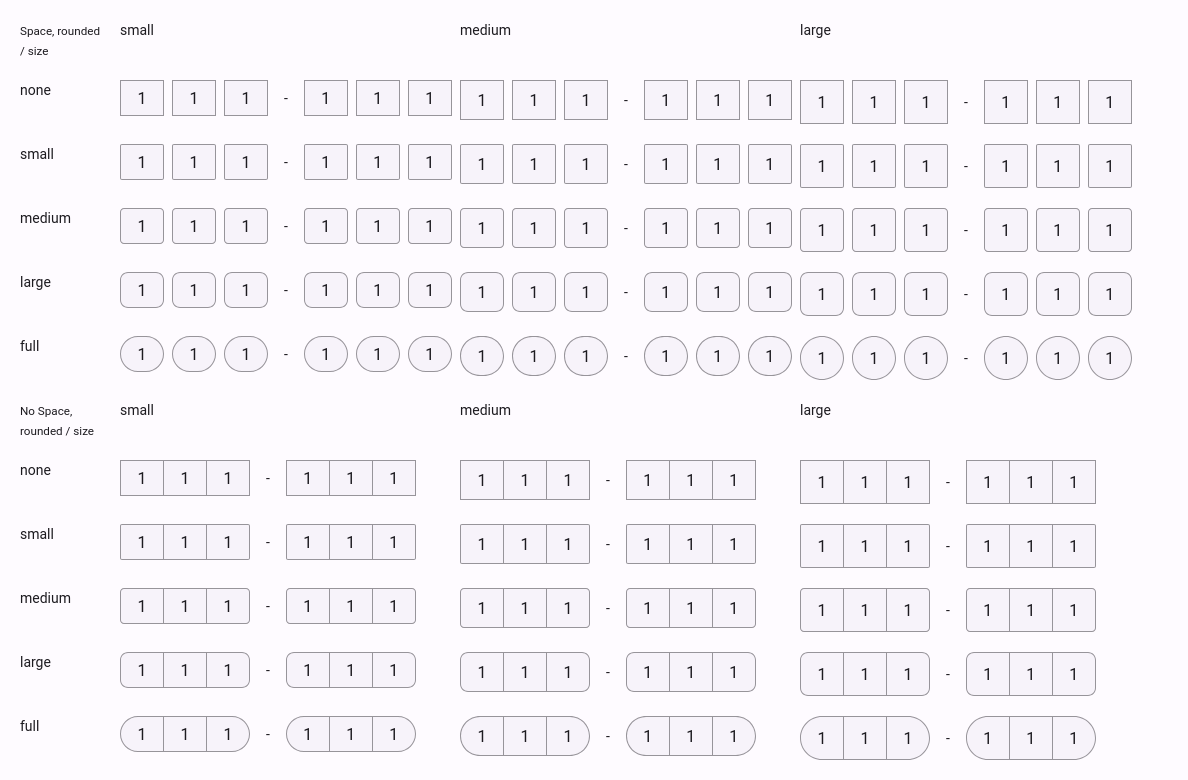 Space, rounded small medium large
/ size
none 1 1 1 - 1 1 1 1 1 1 - 1 1 1 1 1 1 - 1 1 1
small 1 1 1 - 1 1 1 1 1 1 - 1 1 1 1 1 1 - 1 1 1
medium 1 1 1 - 1 1 1 1 1 1 - 1 1 1 1 1 1 - 1 1 1
large 1 1 1 - 1 1 1 1 1 1 - 1 1 1 1 1 1 - 1 1 1
full 1 1 1 - 1 1 1 1 1 1 - 1 1 1 1 1 1 - 1 1 1
No Space, small medium large
rounded / size
none 1 1 1 - 1 1 1 1 1 1 - 1 1 1 1 1 1 - 1 1 1
small 1 1 1 - 1 1 1 1 1 1 - 1 1 1 1 1 1 - 1 1 1
medium 1 1 1 - 1 1 1 1 1 1 - 1 1 1 1 1 1 - 1 1 1
large 1 1 1 - 1 1 1 1 1 1 - 1 1 1 1 1 1 - 1 1 1
full 1 1 1 - 1 1 1 1 1 1 - 1 1 1 1 1 1 - 1 1 1